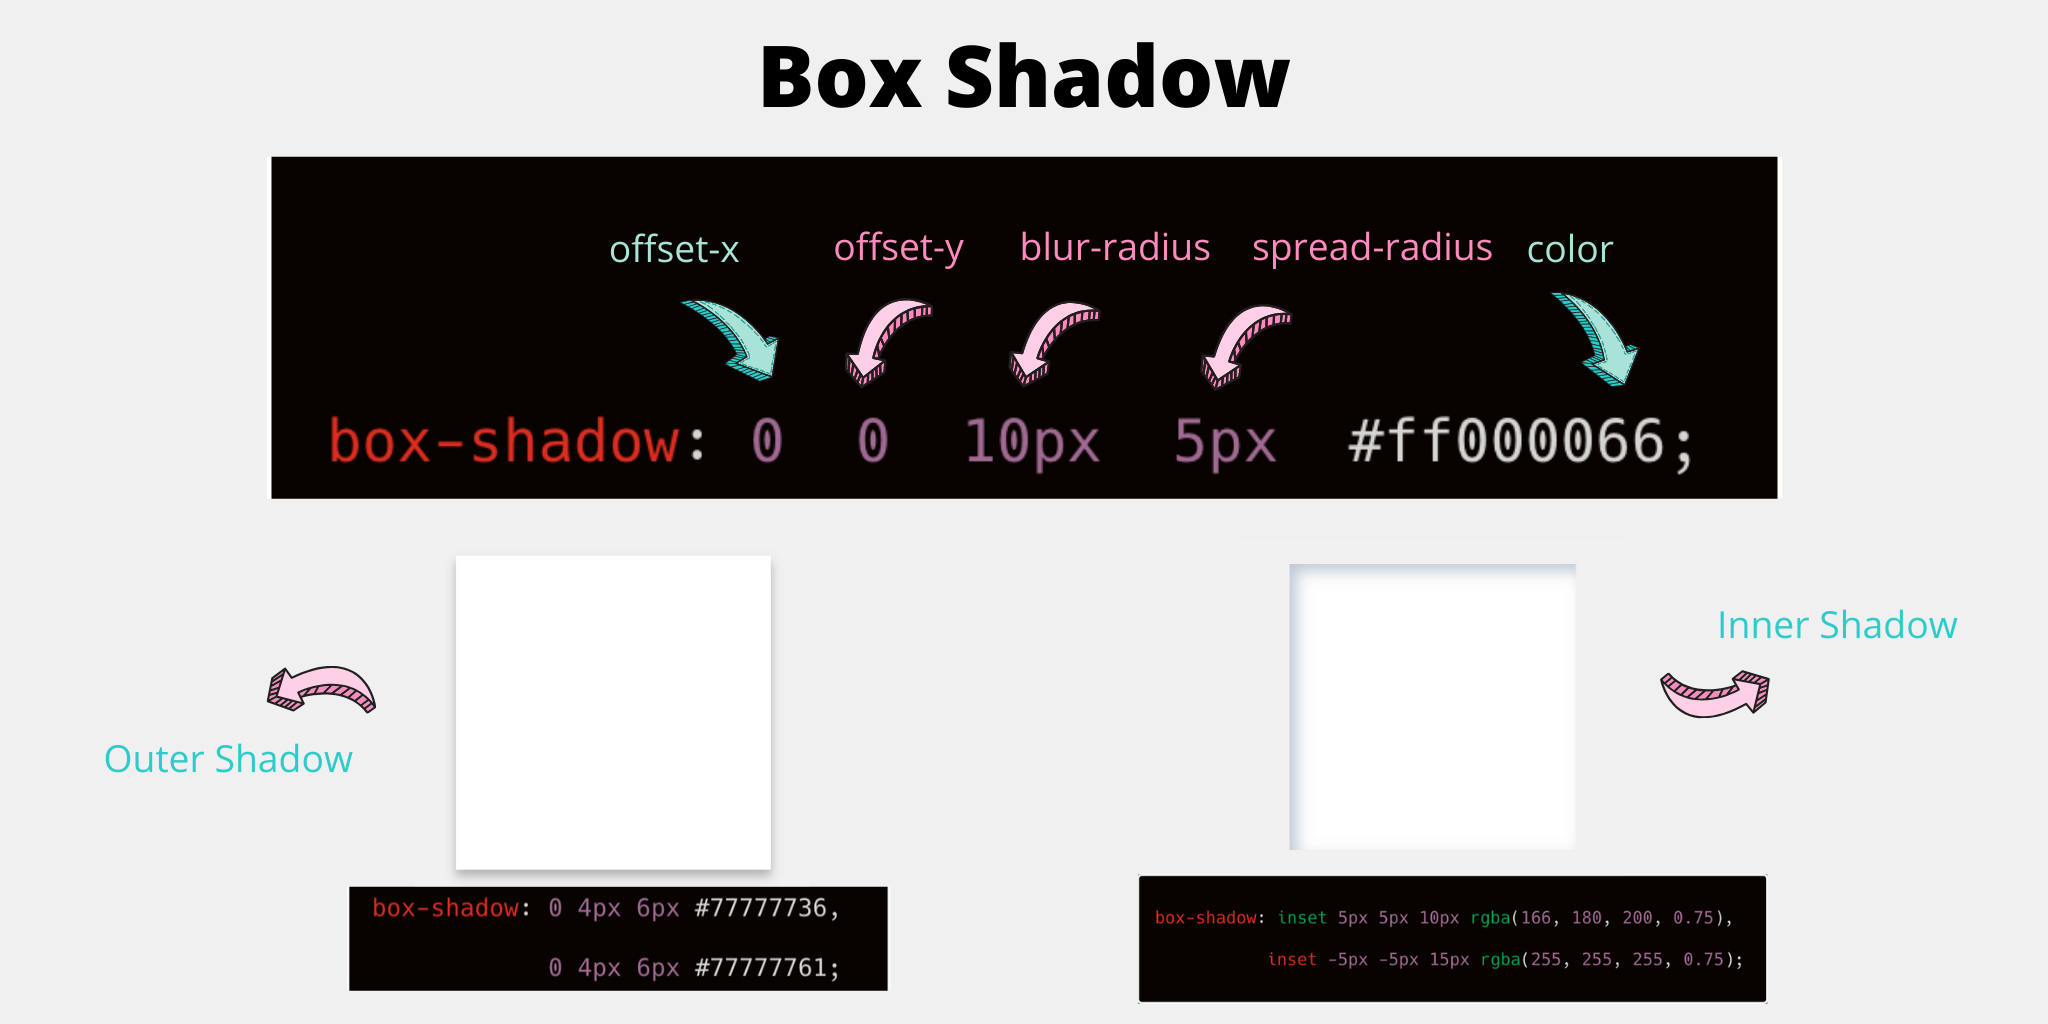 Box Shadow
offset-x offset-y blur-radius spread-radius color
box-shadow: 0 0 10px 5px #ff000066;
Inner Shadow
Outer Shadow
box-shadow: 0 4px 6px #77777736,
0 4px 6px #77777761;
box-shadow: inset 5px 5px 10px rgba(166, 180, 200, 0.75),
inset -5px -5px 15px rgba(255, 255, 255, 0.75);